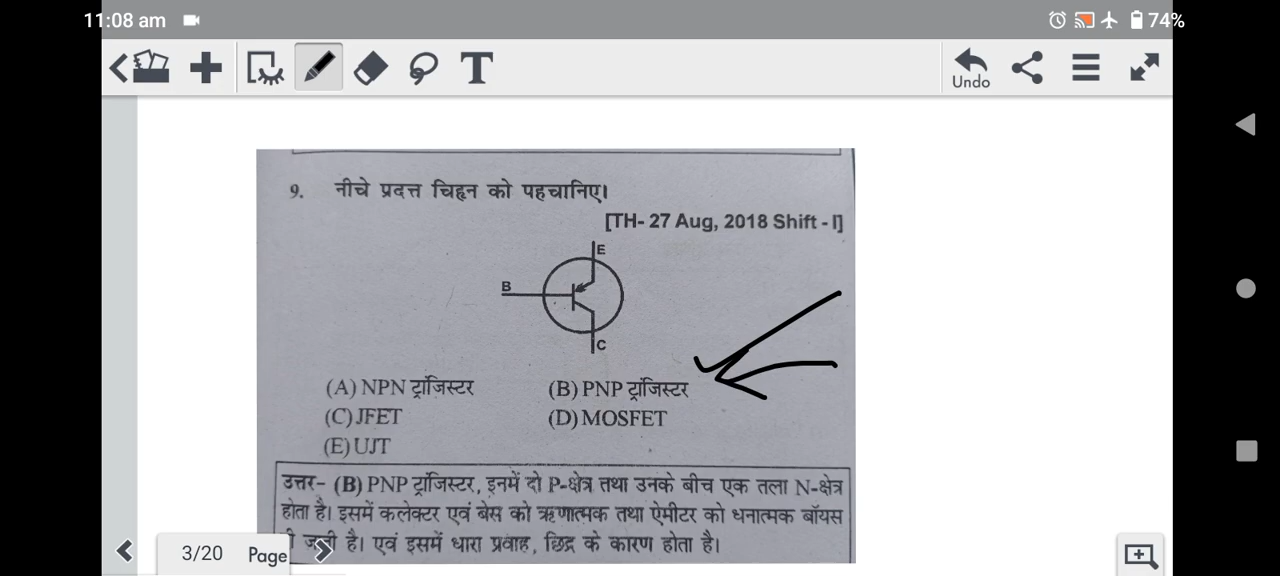 11:08 am
74%
T
Undo
9. नीचे प्रदत्त चिह्न को पहचानिए।
[TH- 27 Aug, 2018 Shift - I]
E
B
C
(A) NPN ट्रांजिस्टर (B) PNP ट्रांजिस्टर
(C) JFET (D) MOSFET
(E) UJT
उत्तर- (B) PNP ट्रांजिस्टर, इनमें दो P-क्षेत्र तथा उनके बीच एक तला N-क्षेत्र
होता है। इसमें कलेक्टर एवं बेस को ऋणात्मक तथा ऐमीटर को धनात्मक बॉयस
जाती है। एवं इसमें धारा प्रवाह, छिद्र के कारण होता है।
3/20 Page